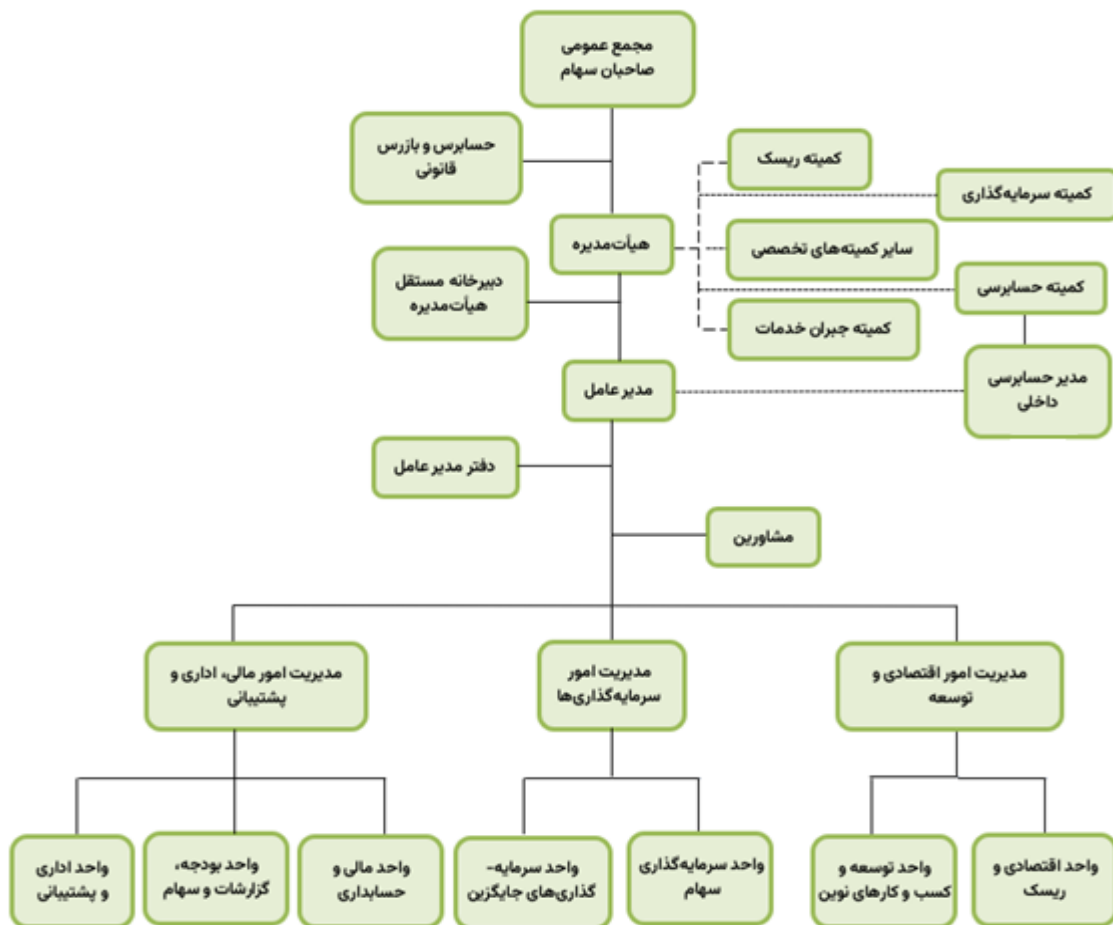 مجمع عمومی
صاحبان سهام
حسابرس و بازرس
قانونی
کمیته ریسک
کمیته سرمایه‌گذاری
هیأت‌مدیره
سایر کمیته‌های تخصصی
دبیرخانه مستقل
هیأت‌مدیره
کمیته حسابرسی
کمیته جبران خدمات
مدیر حسابرسی
داخلی
مدیر عامل
دفتر مدیر عامل
مشاورین
مدیریت امور اقتصادی و
توسعه
مدیریت امور
سرمایه‌گذاری‌ها
مدیریت امور مالی، اداری و
پشتیبانی
واحد اقتصادی و
ریسک
واحد توسعه و
کسب و کارهای نوین
واحد سرمایه‌گذاری
سهام
واحد سرمایه-
گذاری‌های جایگزین
واحد مالی و
حسابداری
واحد بودجه،
گزارشات و سهام
واحد اداری
و پشتیبانی